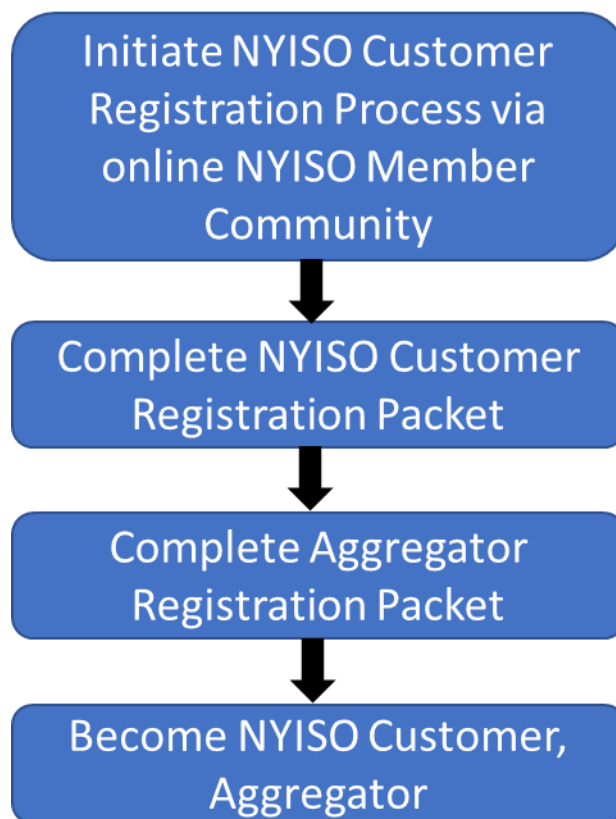 Initiate NYISO Customer
Registration Process via
online NYISO Member
Community
Complete NYISO Customer
Registration Packet
Complete Aggregator
Registration Packet
Become NYISO Customer,
Aggregator